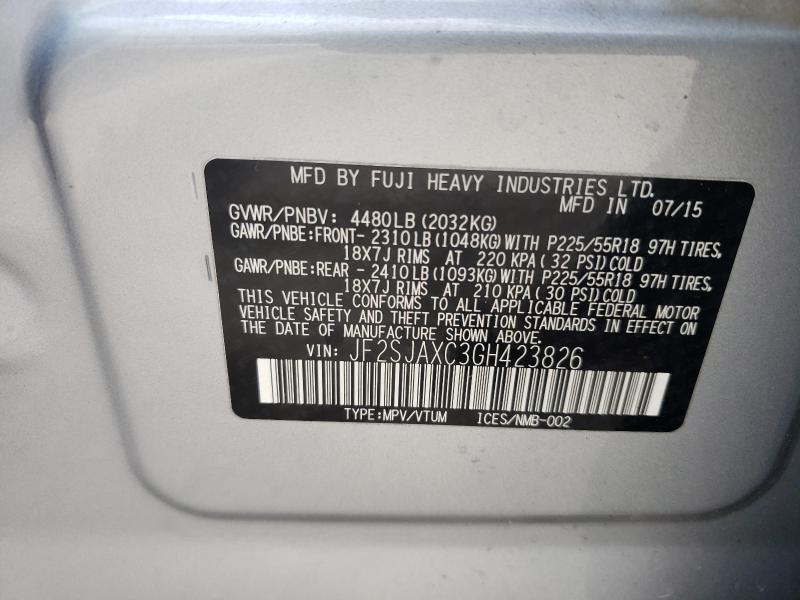 MFD BY FUJI HEAVY INDUSTRIES LTD.
MFD IN 07/15
GVWR/PNBV: 4480LB (2032KG)
GAWR/PNBE:FRONT- 2310LB (1048KG) WITH P225/55R18 97H TIRES,
18X7J RIMS AT 220 KPA ( 32 PSI) COLD
GAWR/PNBE:REAR - 2410LB (1093KG) WITH P225/55R18 97H TIRES,
18X7J RIMS AT 210 KPA ( 30 PSI) COLD
THIS VEHICLE CONFORMS TO ALL APPLICABLE FEDERAL MOTOR
VEHICLE SAFETY AND THEFT PREVENTION STANDARDS IN EFFECT ON
THE DATE OF MANUFACTURE SHOWN ABOVE.
VIN: JF2SJAXC3GH423826
TYPE:MPV/VTUM ICES/NMB-002